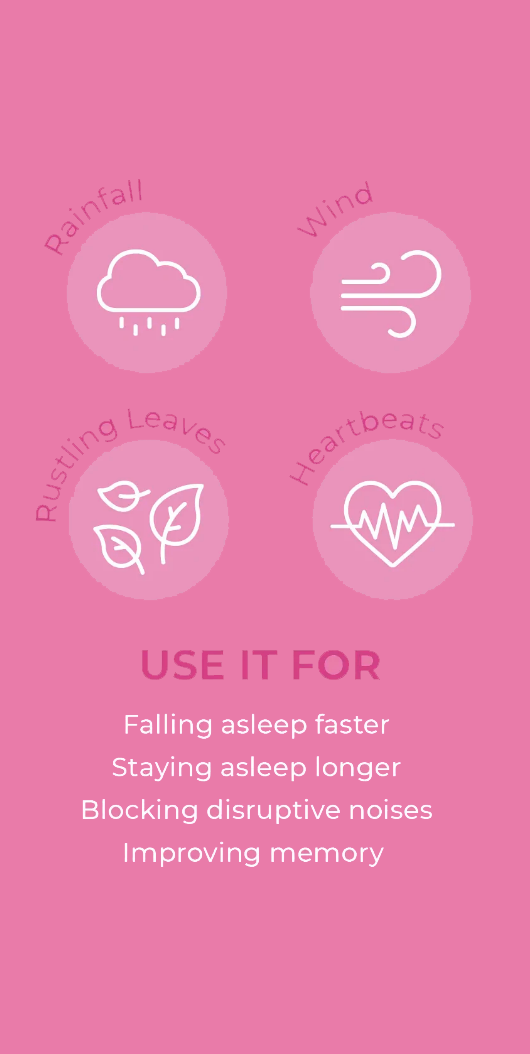 Rainfall
Wind
Rustling Leaves
Heartbeats
USE IT FOR
Falling asleep faster
Staying asleep longer
Blocking disruptive noises
Improving memory